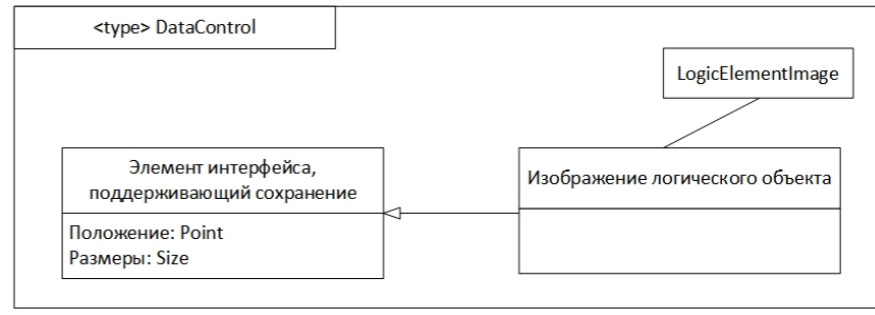 <type> DataControl
LogicElementImage
Элемент интерфейса,
поддерживающий сохранение
Положение: Point
Размеры: Size
Изображение логического объекта